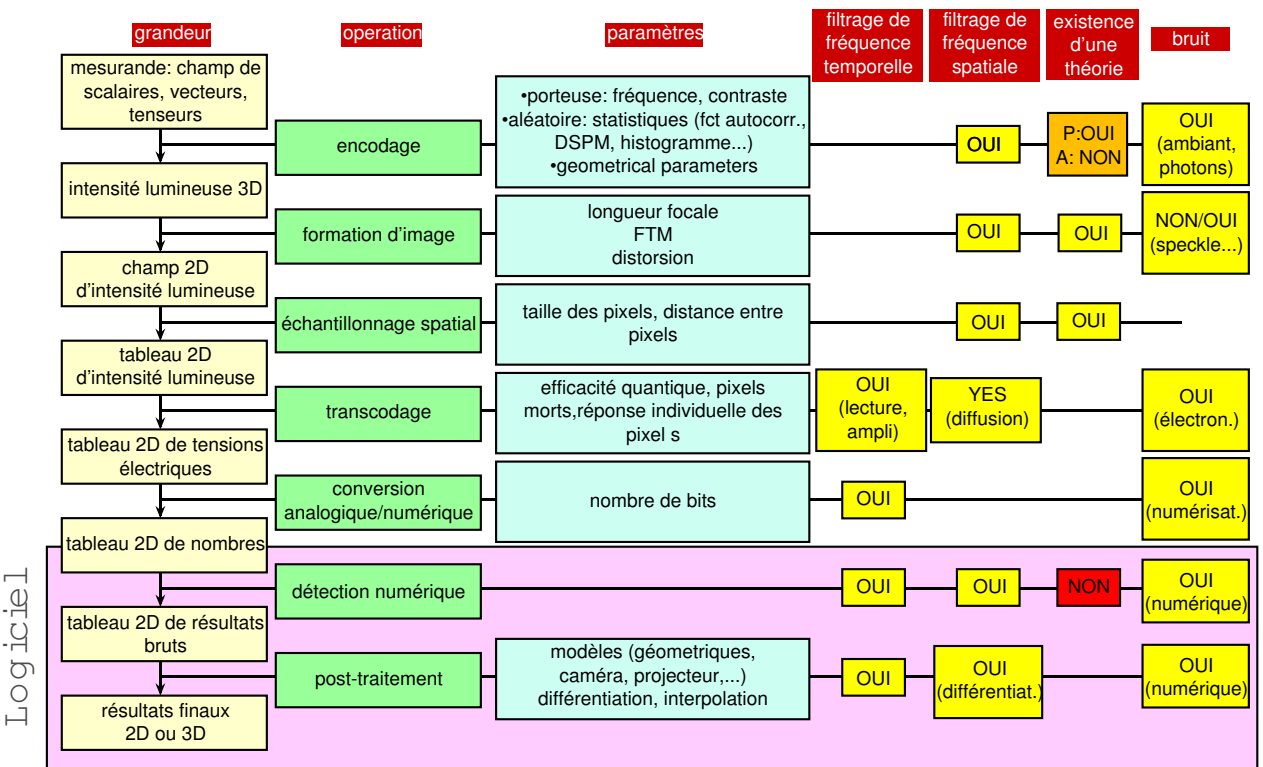 grandeur
operation
paramètres
filtrage de
fréquence
temporelle
filtrage de
fréquence
spatiale
existence
d'une
théorie
bruit
mesurande: champ de
scalaires, vecteurs,
tenseurs
encodage
•porteuse: fréquence, contraste
•aléatoire: statistiques (fct autocorr.,
DSPM, histogramme...)
•geometrical parameters
OUI
P:OUI
A: NON
OUI
(ambiant,
photons)
intensité lumineuse 3D
formation d'image
longueur focale
FTM
distorsion
OUI
OUI
NON/OUI
(speckle...)
champ 2D
d'intensité lumineuse
échantillonnage spatial
taille des pixels, distance entre
pixels
OUI
OUI
tableau 2D
d'intensité lumineuse
transcodage
efficacité quantique, pixels
morts,réponse individuelle des
pixel s
OUI
(lecture,
ampli)
YES
(diffusion)
OUI
(électron.)
tableau 2D de tensions
électriques
conversion
analogique/numérique
nombre de bits
OUI
OUI
(numérisat.)
tableau 2D de nombres
Logiciel
détection numérique
OUI
OUI
NON
OUI
(numérique)
tableau 2D de résultats
bruts
post-traitement
modèles (géometriques,
caméra, projecteur,...)
différentiation, interpolation
OUI
OUI
(différentiat.)
OUI
(numérique)
résultats finaux
2D ou 3D